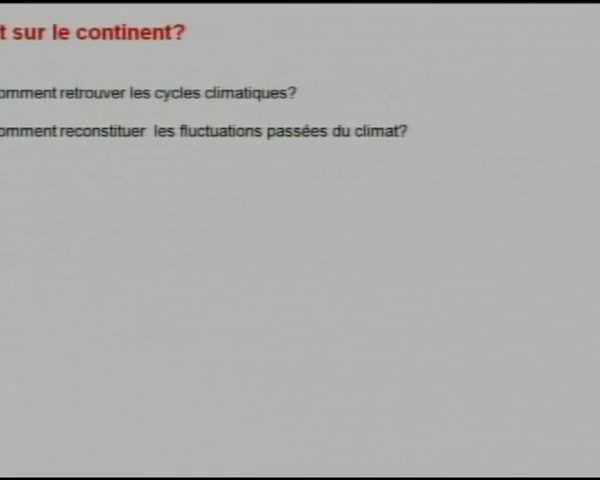 t sur le continent?
omment retrouver les cycles climatiques?
omment reconstituer les fluctuations passées du climat?